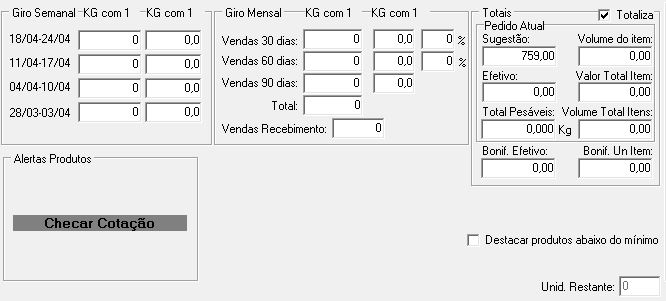 Giro Semanal KG com 1 KG com 1
18/04-24/04 0 0,0
11/04-17/04 0 0,0
04/04-10/04 0 0,0
28/03-03/04 0 0,0
Giro Mensal KG com 1 KG com 1
Vendas 30 dias: 0 0,0 0 %
Vendas 60 dias: 0 0,0 0 %
Vendas 90 dias: 0 0,0
Total: 0
Vendas Recebimento: 0
Totais Totaliza
Pedido Atual
Sugestão: Volume do item:
759,00 0,00
Efetivo: Valor Total Item:
0,00 0,00
Total Pesáveis: Volume Total Itens:
0,000 Kg 0,00
Bonif. Efetivo: Bonif. Un Item:
0,00 0,00
Alertas Produtos
Checar Cotação
Destacar produtos abaixo do mínimo
Unid. Restante: 0